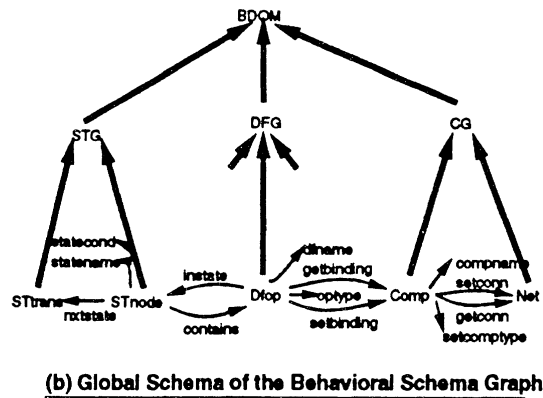 BDOM
STG
DFG
CG
statecond
statename
instate
dfname
getbinding
compname
setconn
STtrans
STnode
Dfop
optype
Comp
Net
nxtstate
contains
setbinding
getconn
setcomptype
(b) Global Schema of the Behavioral Schema Graph